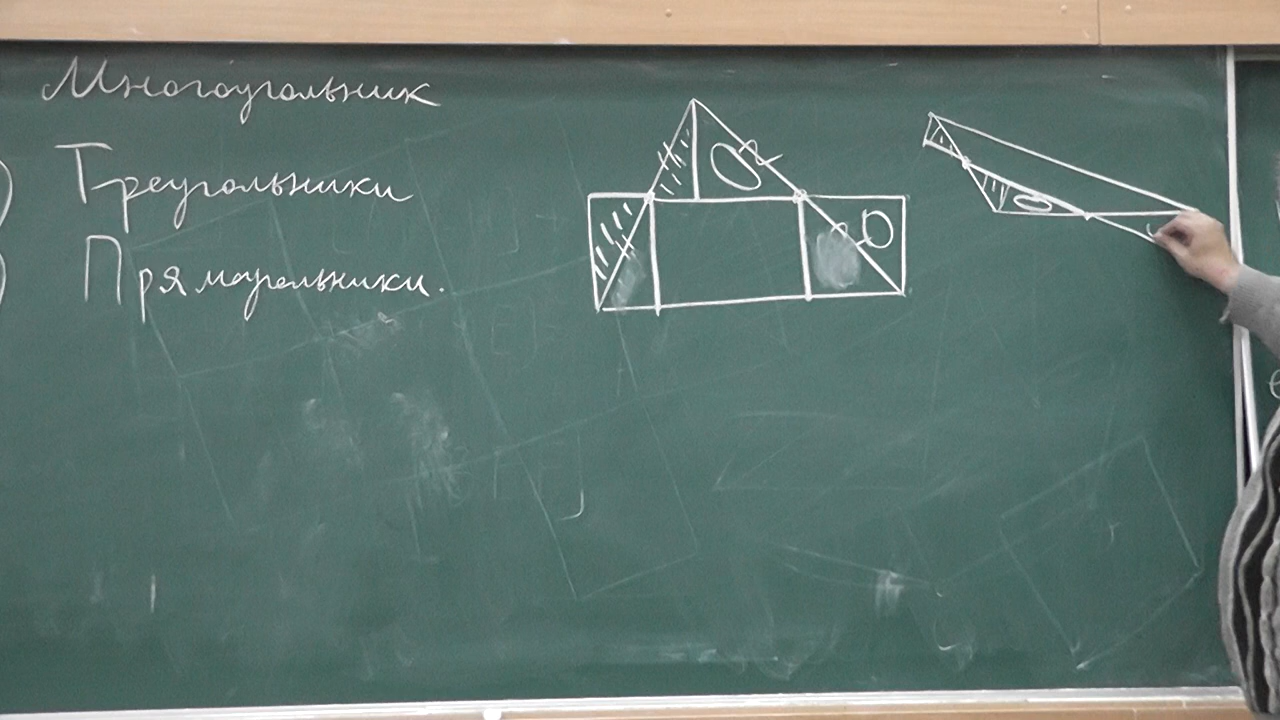 Многоугольник
Треугольники
Прямоугольники.